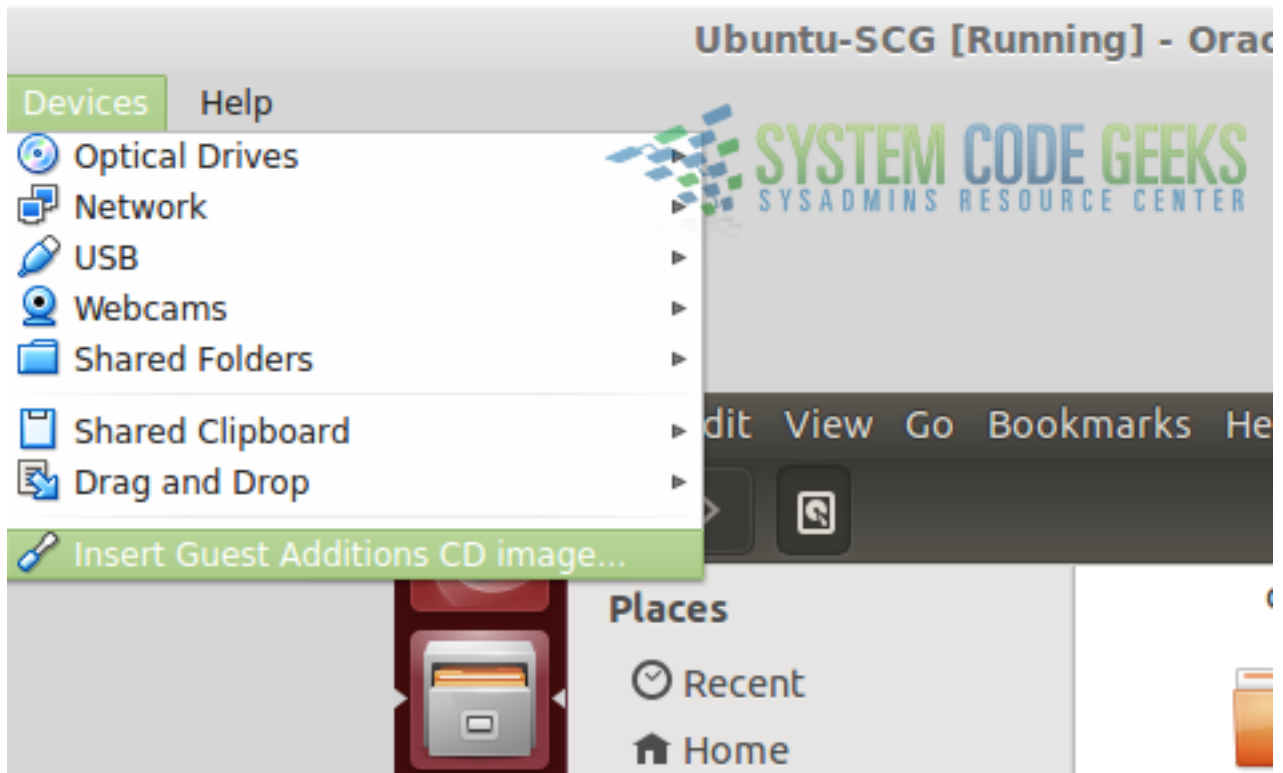 Ubuntu-SCG [Running] - Orac
Devices Help
SYSTEM CODE GEEKS
SYSADMINS RESOURCE CENTER
Optical Drives
Network
USB
Webcams
Shared Folders
Shared Clipboard
Drag and Drop
Insert Guest Additions CD image...
dit View Go Bookmarks He
Places
Recent
Home